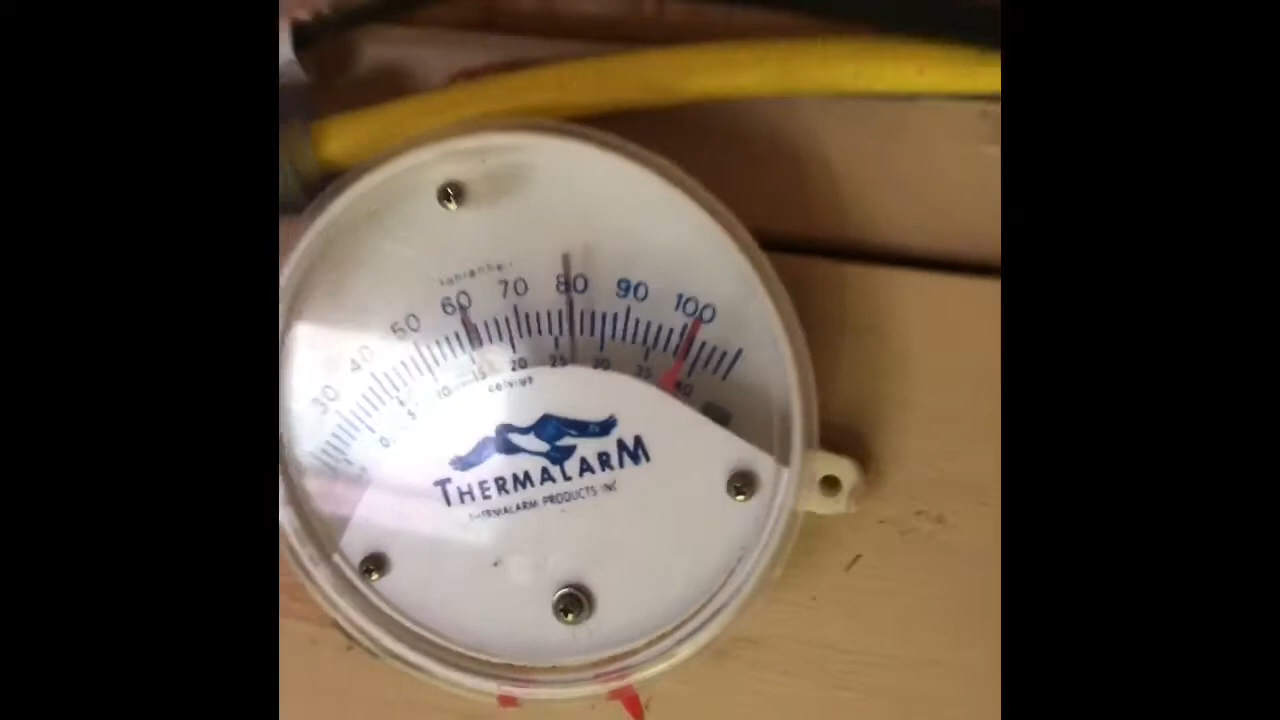 fahrenheit
30 40 50 60 70 80 90 100
0 5 10 15 20 25 30 35 40
celsius
THERMALARM
THERMALARM PRODUCTS INC